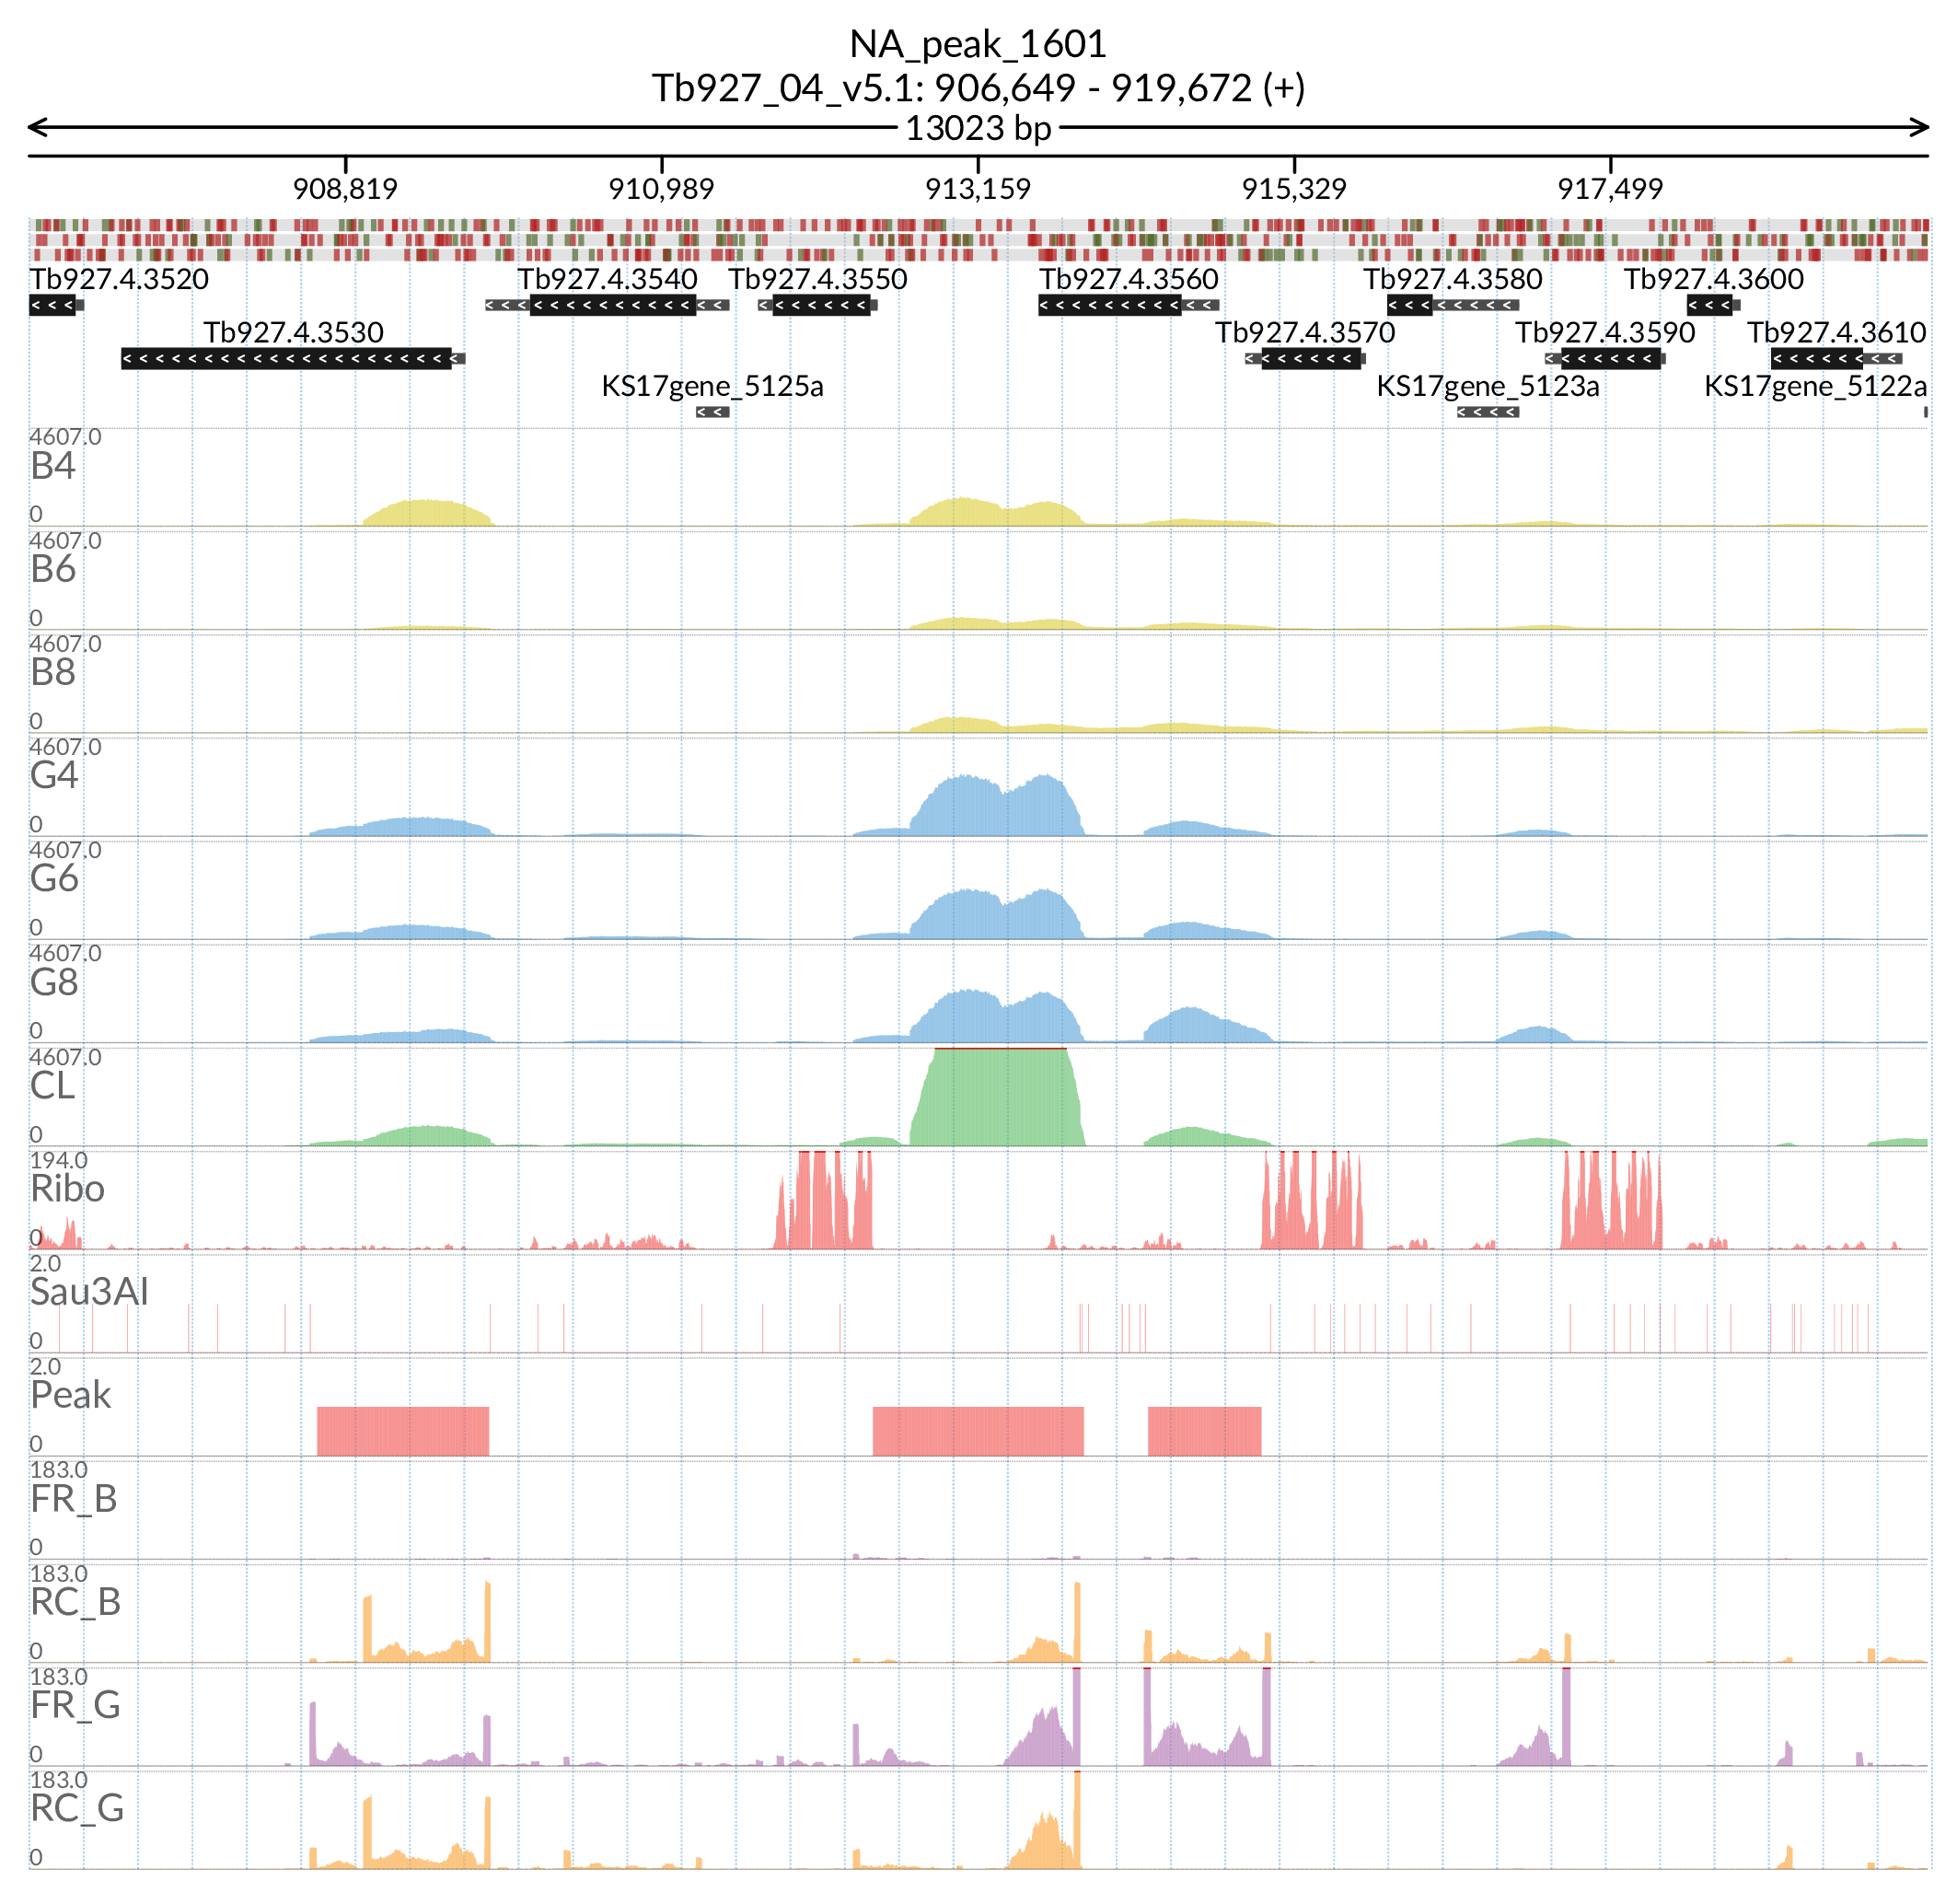 NA_peak_1601
Tb927_04_v5.1: 906,649 - 919,672 (+)
13023 bp
908,819 910,989 913,159 915,329 917,499
Tb927.4.3520 Tb927.4.3540 Tb927.4.3550 Tb927.4.3560 Tb927.4.3580 Tb927.4.3600
Tb927.4.3530 Tb927.4.3570 Tb927.4.3590 Tb927.4.3610
KS17gene_5125a KS17gene_5123a KS17gene_5122a
4607.0
B4
0
4607.0
B6
0
4607.0
B8
0
4607.0
G4
0
4607.0
G6
0
4607.0
G8
0
4607.0
CL
0
194.0
Ribo
0
2.0
Sau3AI
0
2.0
Peak
0
183.0
FR_B
0
183.0
RC_B
0
183.0
FR_G
0
183.0
RC_G
0